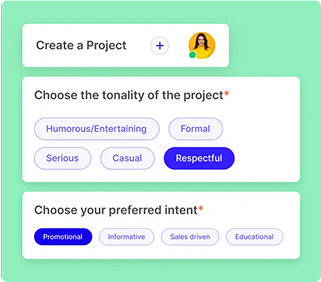 Create a Project +
Choose the tonality of the project*
Humorous/Entertaining Formal
Serious Casual Respectful
Choose your preferred intent*
Promotional Informative Sales driven Educational